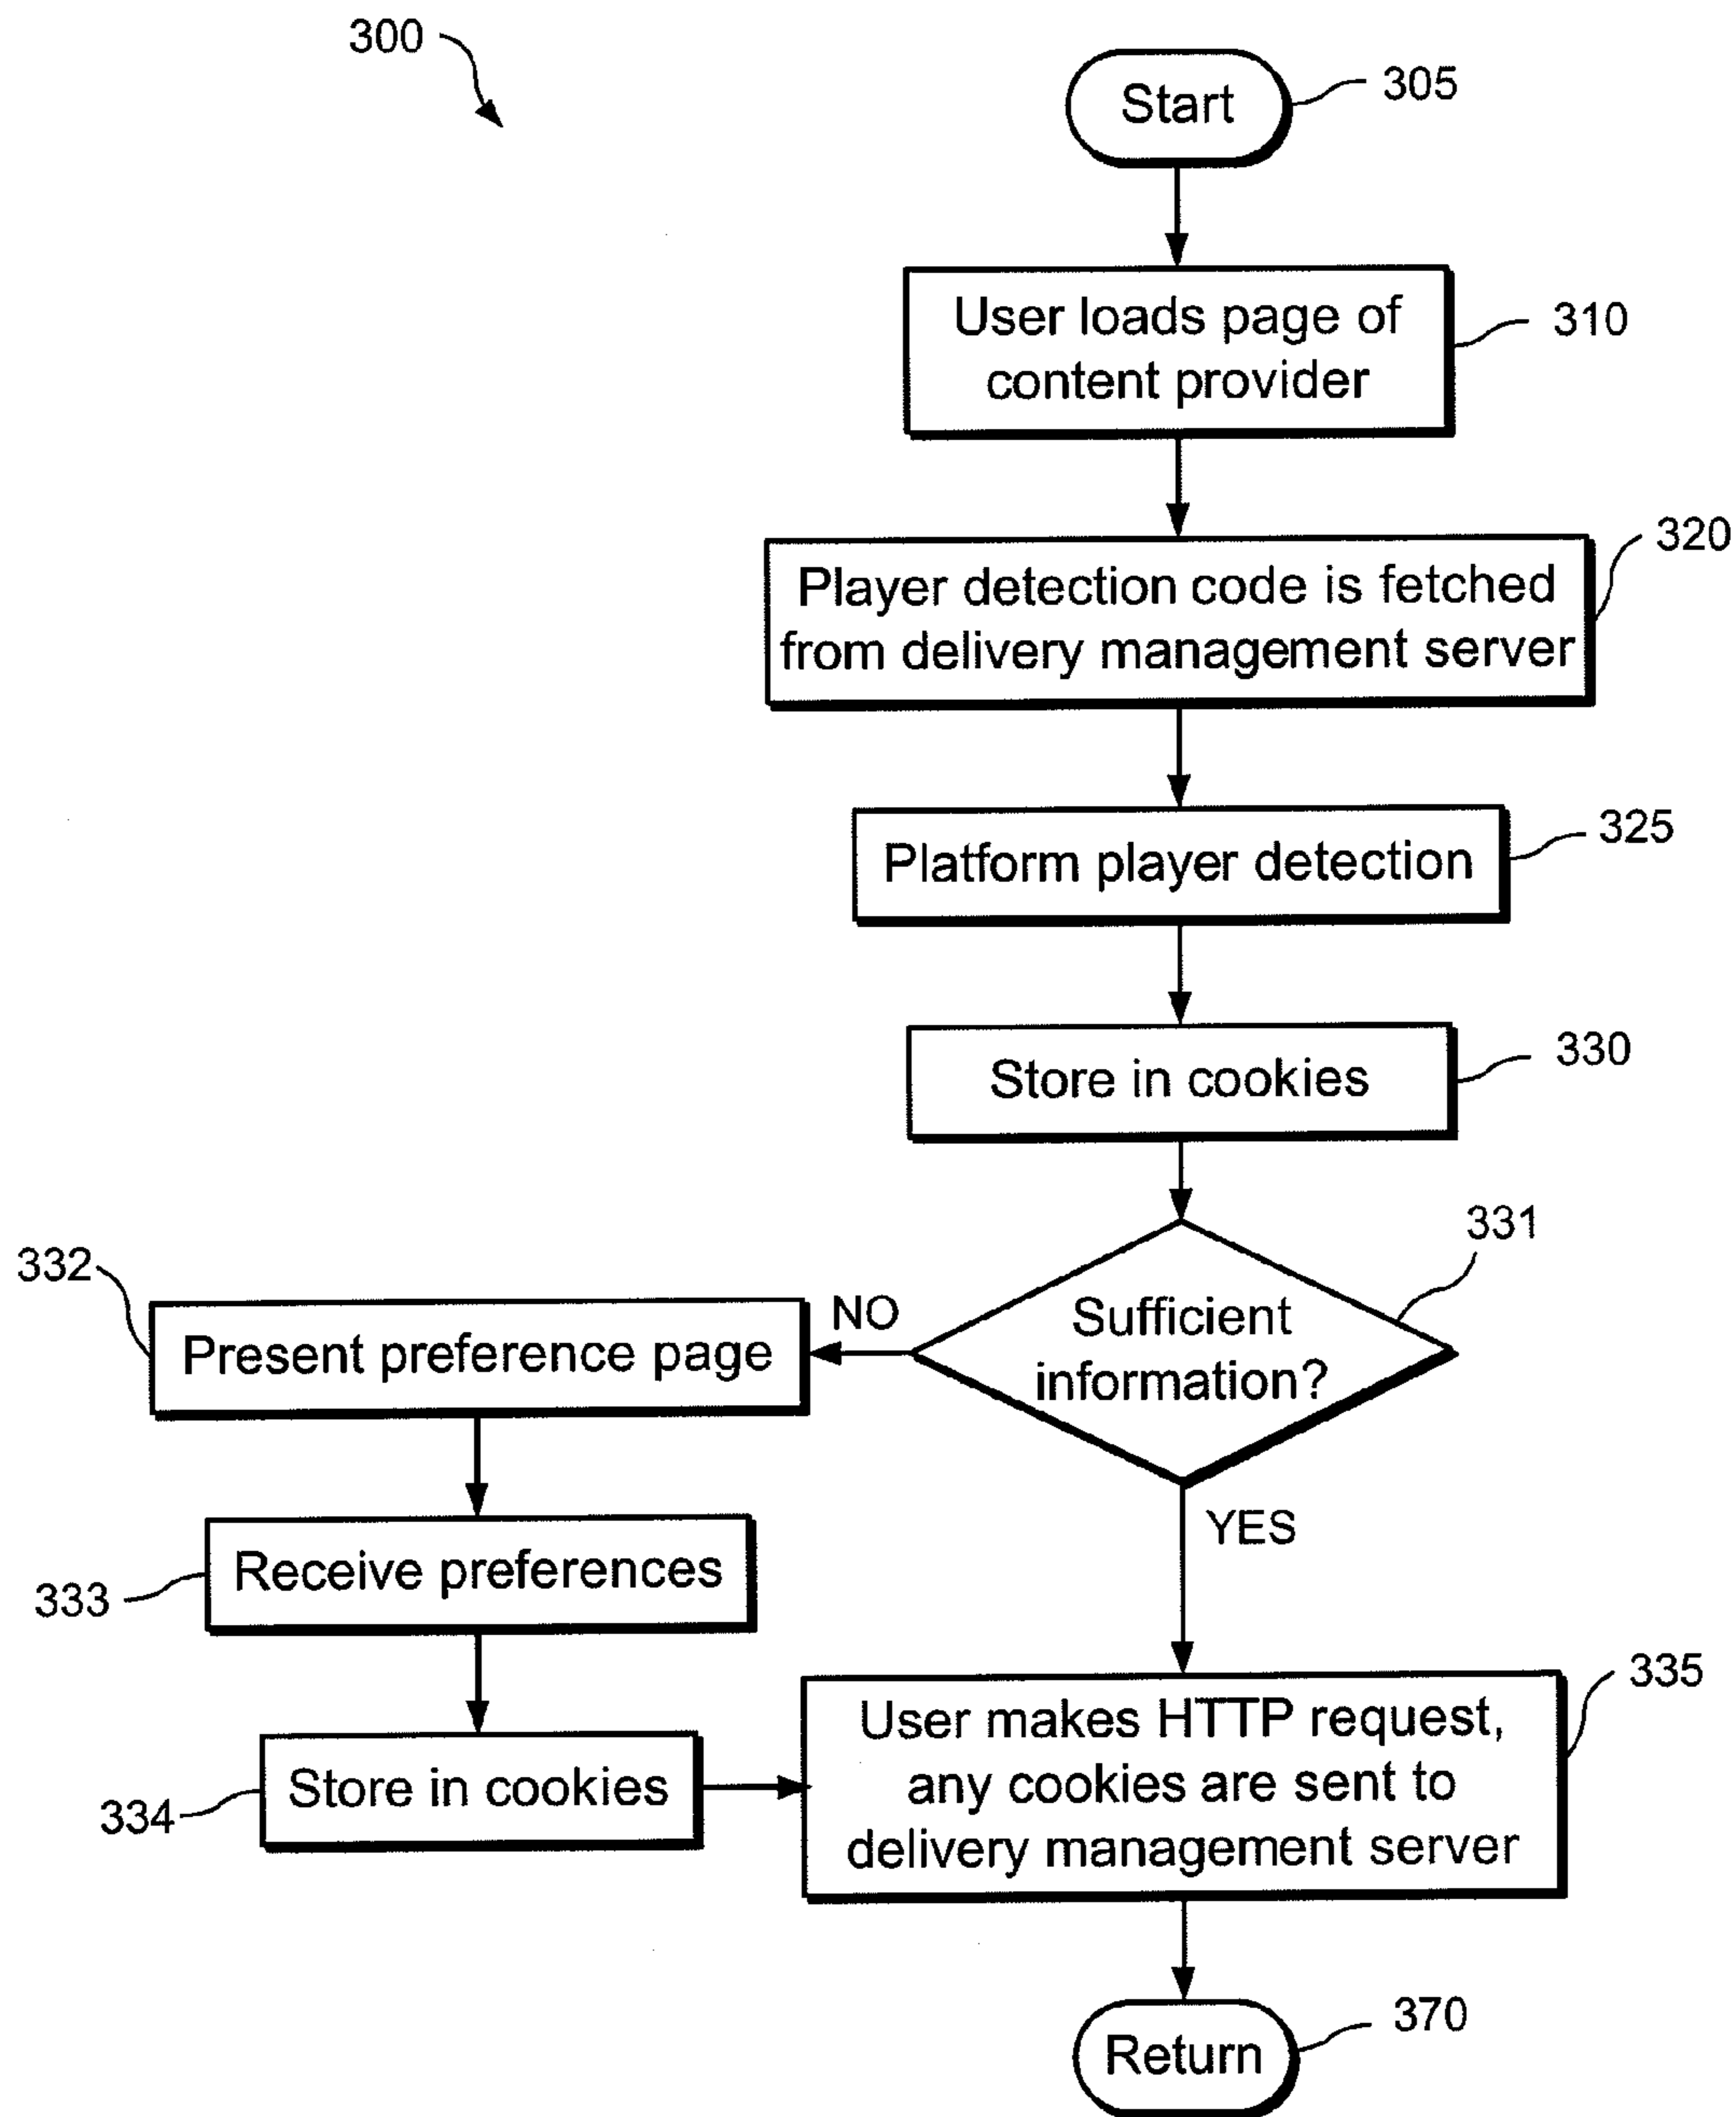 300
Start
305
User loads page of
content provider
310
Player detection code is fetched
from delivery management server
320
Platform player detection
325
Store in cookies
330
Sufficient
information?
331
NO
YES
332
Present preference page
Receive preferences
333
Store in cookies
334
User makes HTTP request,
any cookies are sent to
delivery management server
335
Return
370